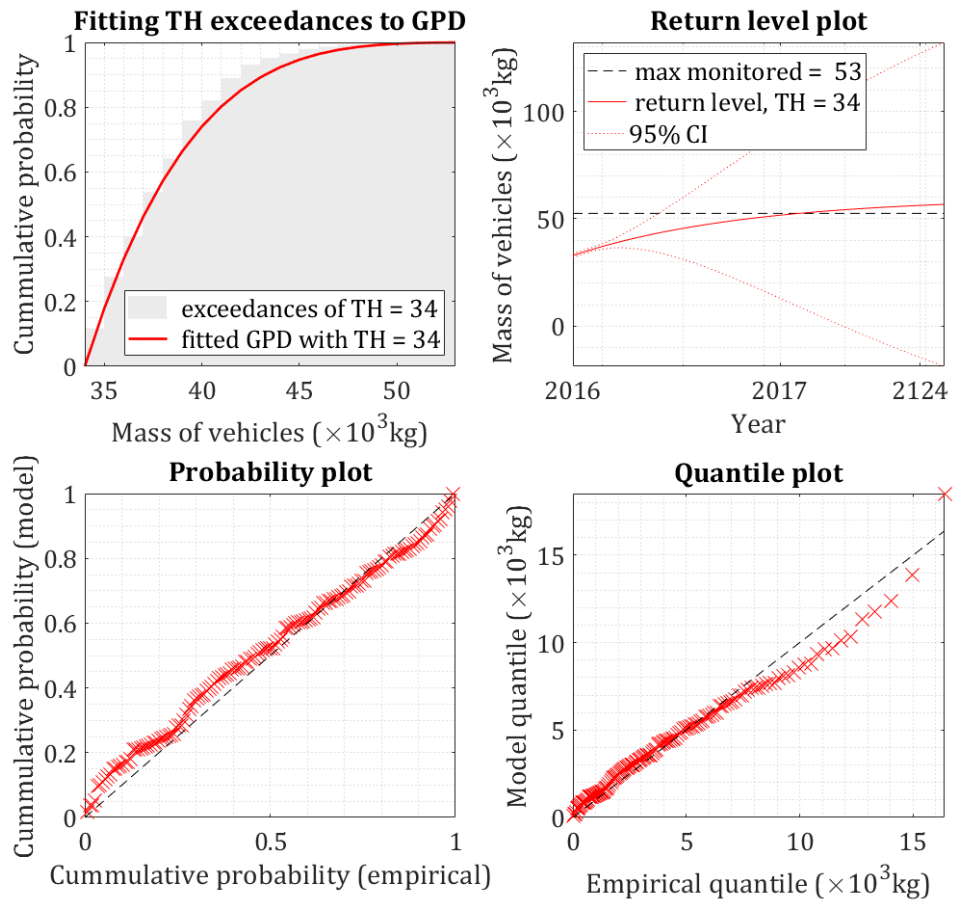 Fitting TH exceedances to GPD
Cummulative probability
1
0.8
0.6
0.4
0.2
0
exceedances of TH = 34
fitted GPD with TH = 34
35
40
45
50
Mass of vehicles (×10³kg)
Return level plot
Mass of vehicles (×10³kg)
100
50
0
max monitored = 53
return level, TH = 34
95% CI
2016
2017
2124
Year
Probability plot
Cummulative probability (model)
1
0.8
0.6
0.4
0.2
0
0
0.5
1
Cummulative probability (empirical)
Quantile plot
Model quantile (×10³kg)
15
10
5
0
0
5
10
15
Empirical quantile (×10³kg)